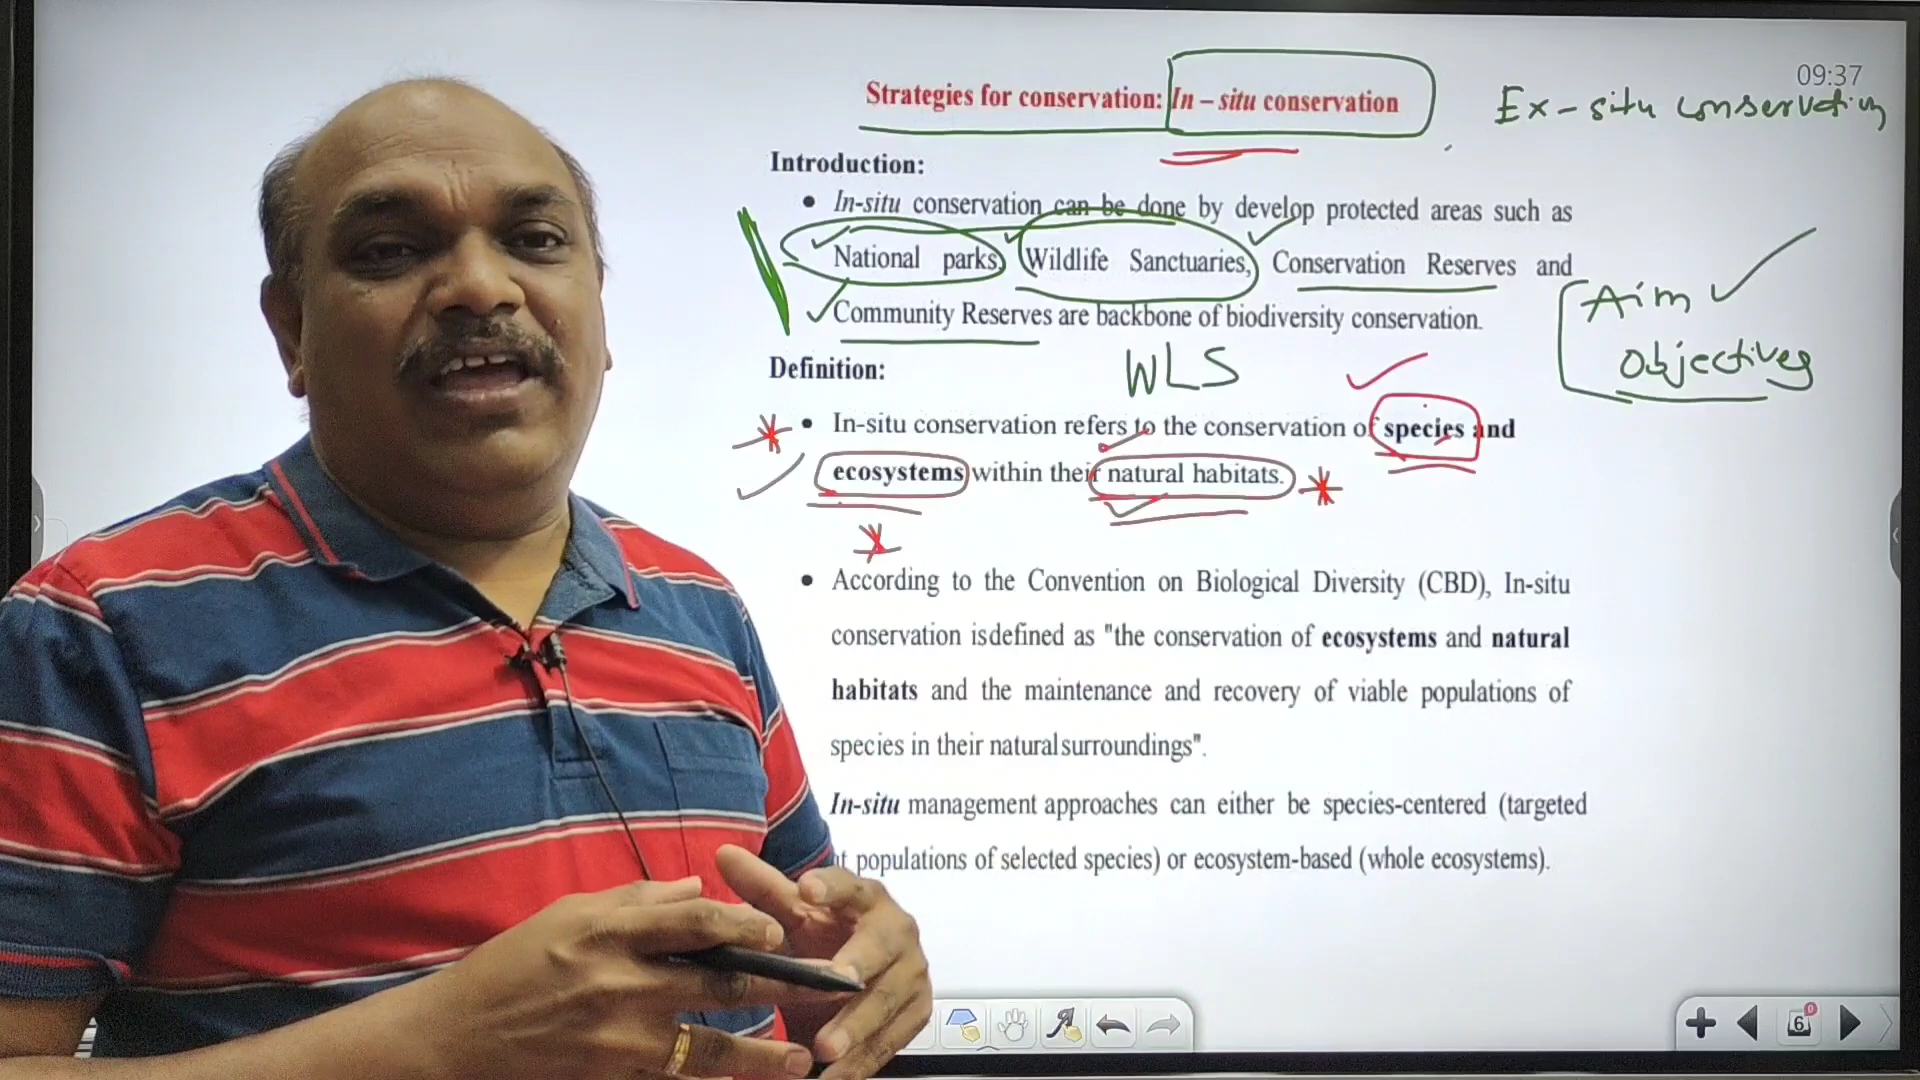 09:37
Strategies for conservation: In – situ conservation
Ex-situ conservation
Introduction:
• In-situ conservation can be done by develop protected areas such as
National parks, Wildlife Sanctuaries, Conservation Reserves and
Community Reserves are backbone of biodiversity conservation.
Aim
Objectives
WLS
Definition:
• In-situ conservation refers to the conservation of species and
ecosystems within their natural habitats.
• According to the Convention on Biological Diversity (CBD), In-situ
conservation isdefined as "the conservation of ecosystems and natural
habitats and the maintenance and recovery of viable populations of
species in their natural surroundings".
In-situ management approaches can either be species-centered (targeted
populations of selected species) or ecosystem-based (whole ecosystems).
6
0